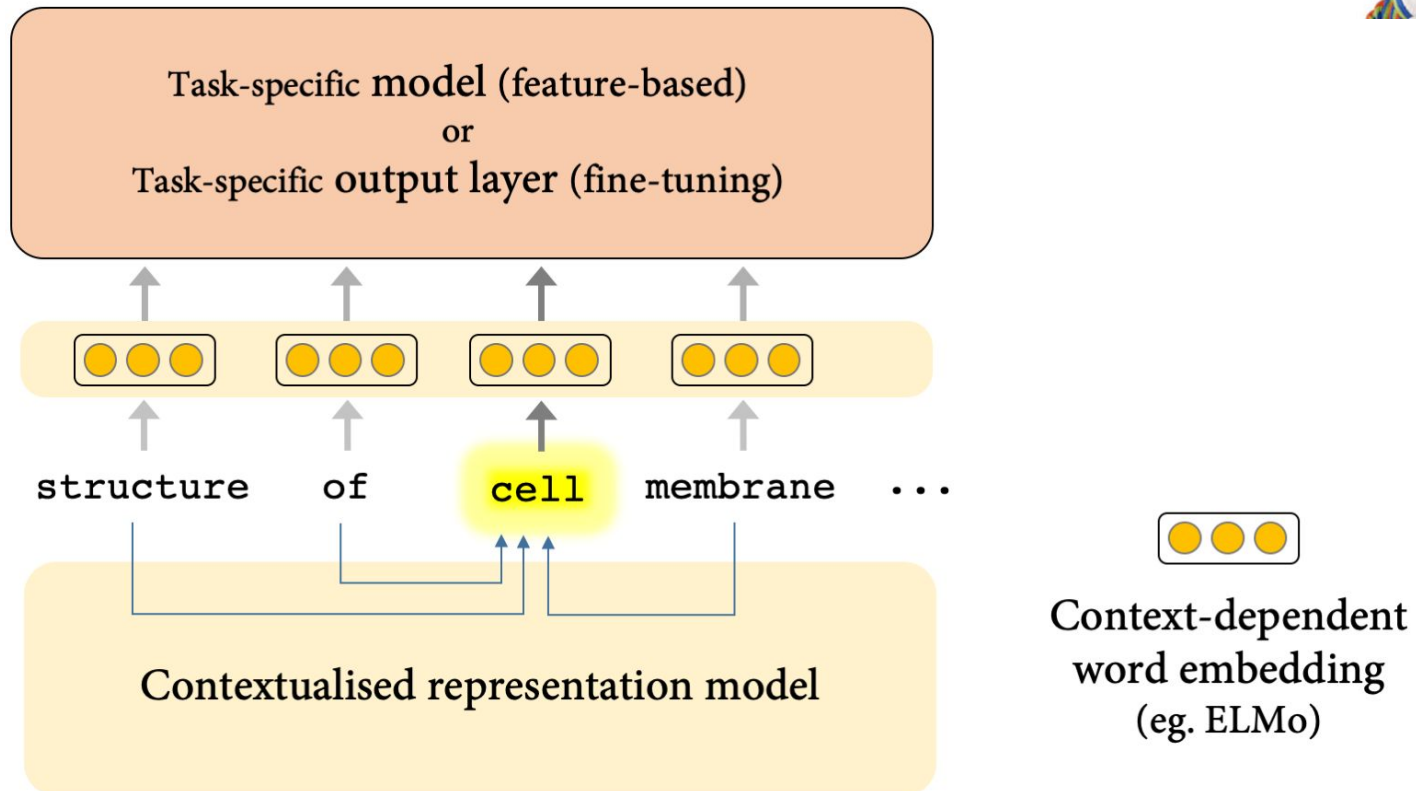 Task-specific model (feature-based)
or
Task-specific output layer (fine-tuning)
structure of cell membrane ...
Contextualised representation model
Context-dependent
word embedding
(eg. ELMo)